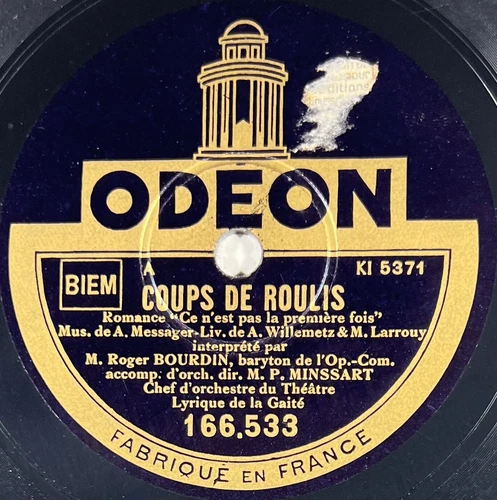 pour
éditions
ODEON
BIEM
A
KI 5371
COUPS DE ROULIS
Romance "Ce n'est pas la première fois"
Mus. de A. Messager-Liv. de A. Willemetz & M. Larrouy
interprété par
M. Roger BOURDIN, baryton de l'Op.-Com.
accomp. d'orch. dir. M. P. MINSSART
Chef d'orchestre du Théâtre
Lyrique de la Gaité
166.533
FABRIQUÉ EN FRANCE